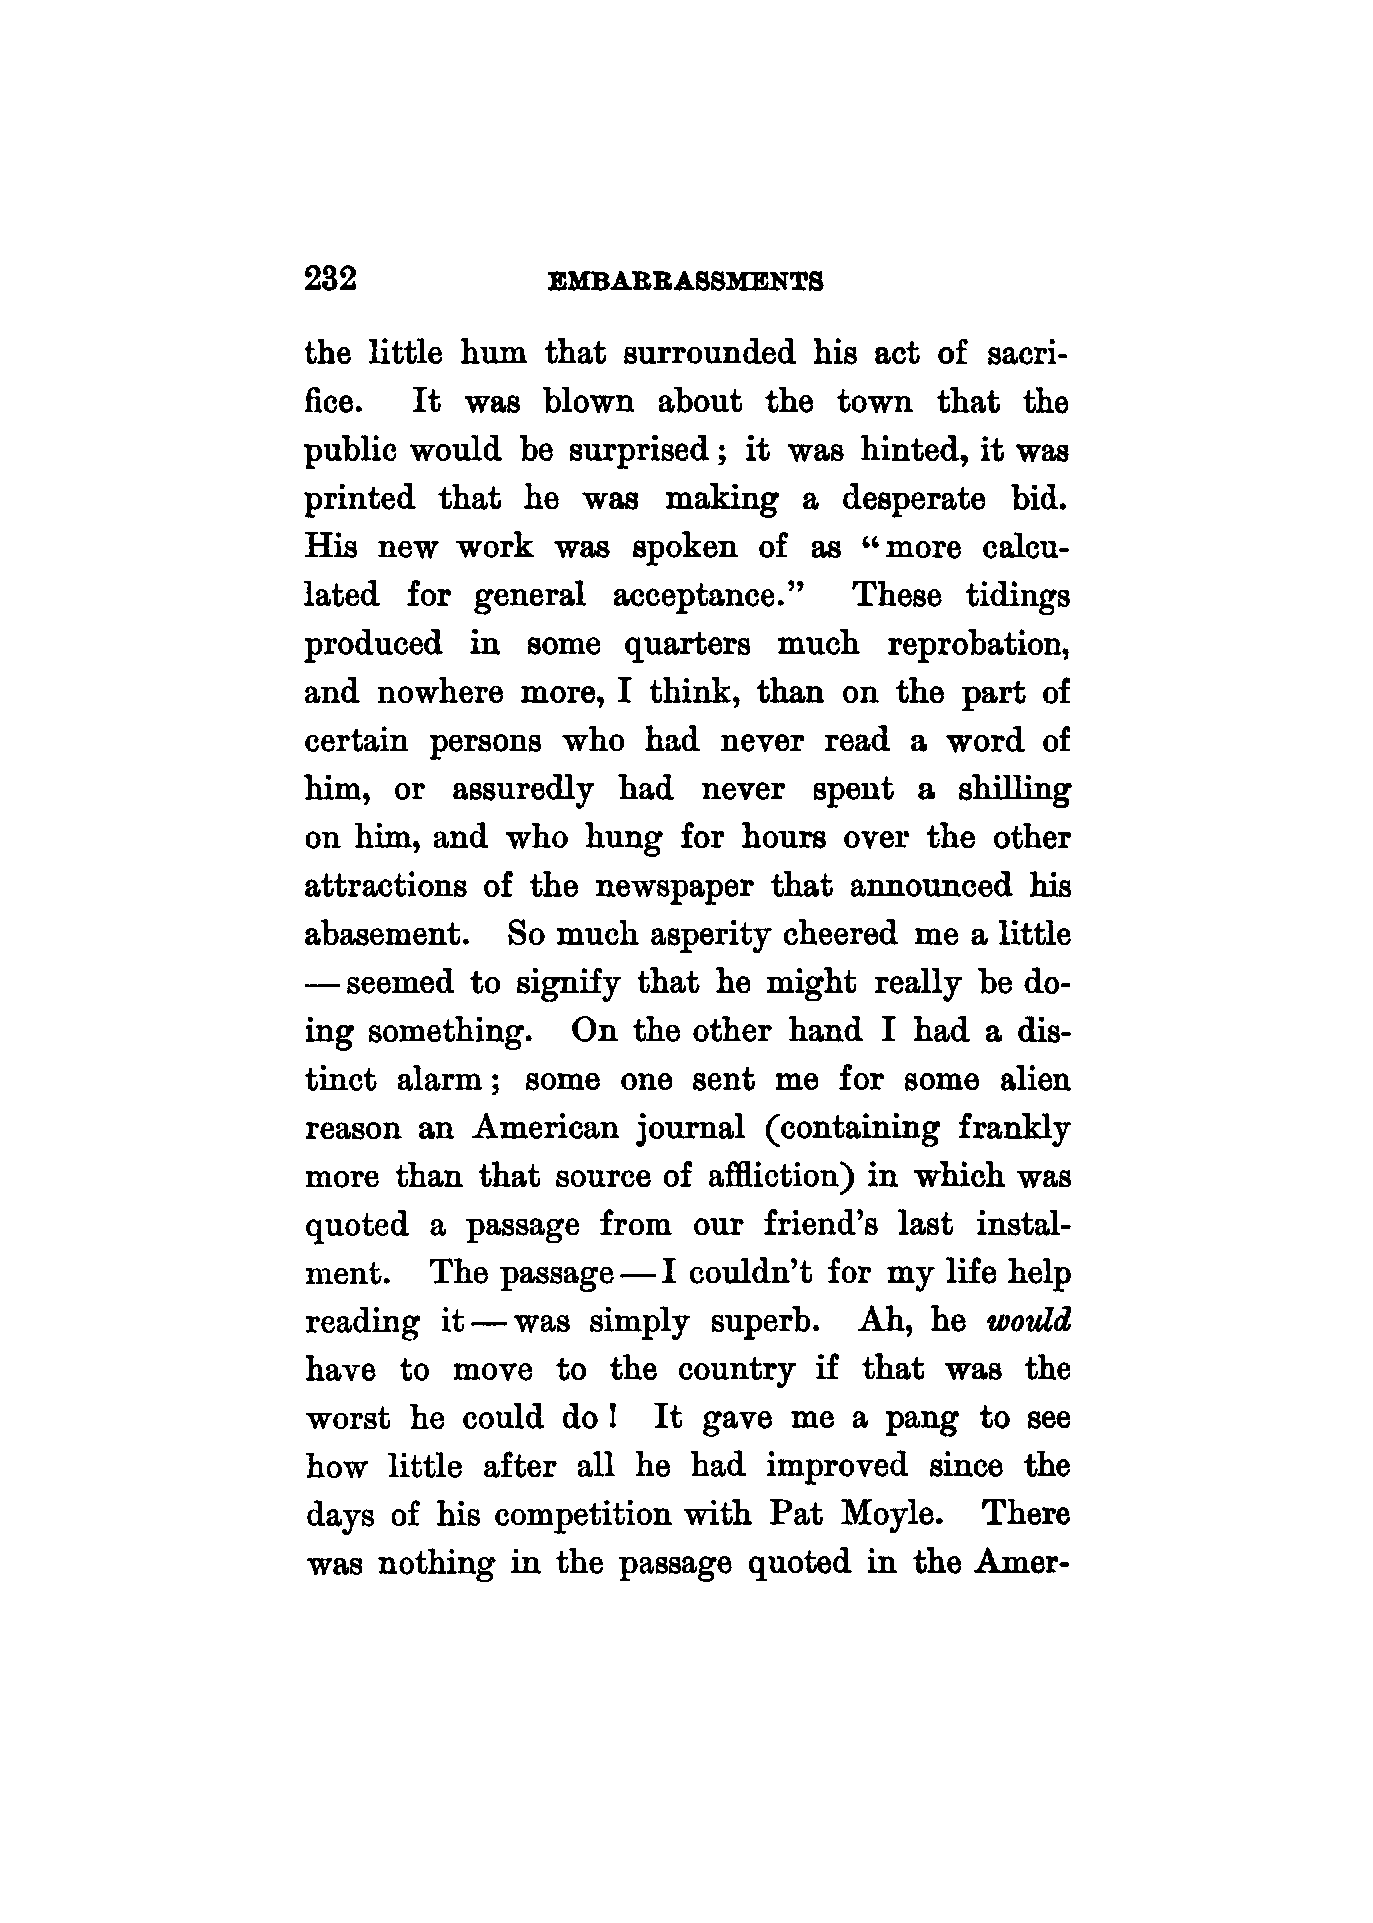 232 EMBARRASSMENTS
the little hum that surrounded his act of sacri-
fice. It was blown about the town that the
public would be surprised; it was hinted, it was
printed that he was making a desperate bid.
His new work was spoken of as “more calcu-
lated for general acceptance.” These tidings
produced in some quarters much reprobation,
and nowhere more, I think, than on the part of
certain persons who had never read a word of
him, or assuredly had never spent a shilling
on him, and who hung for hours over the other
attractions of the newspaper that announced his
abasement. So much asperity cheered me a little
—seemed to signify that he might really be do-
ing something. On the other hand I had a dis-
tinct alarm; some one sent me for some alien
reason an American journal (containing frankly
more than that source of affliction) in which was
quoted a passage from our friend’s last instal-
ment. The passage—I couldn’t for my life help
reading it—was simply superb. Ah, he would
have to move to the country if that was the
worst he could do! It gave me a pang to see
how little after all he had improved since the
days of his competition with Pat Moyle. There
was nothing in the passage quoted in the Amer-